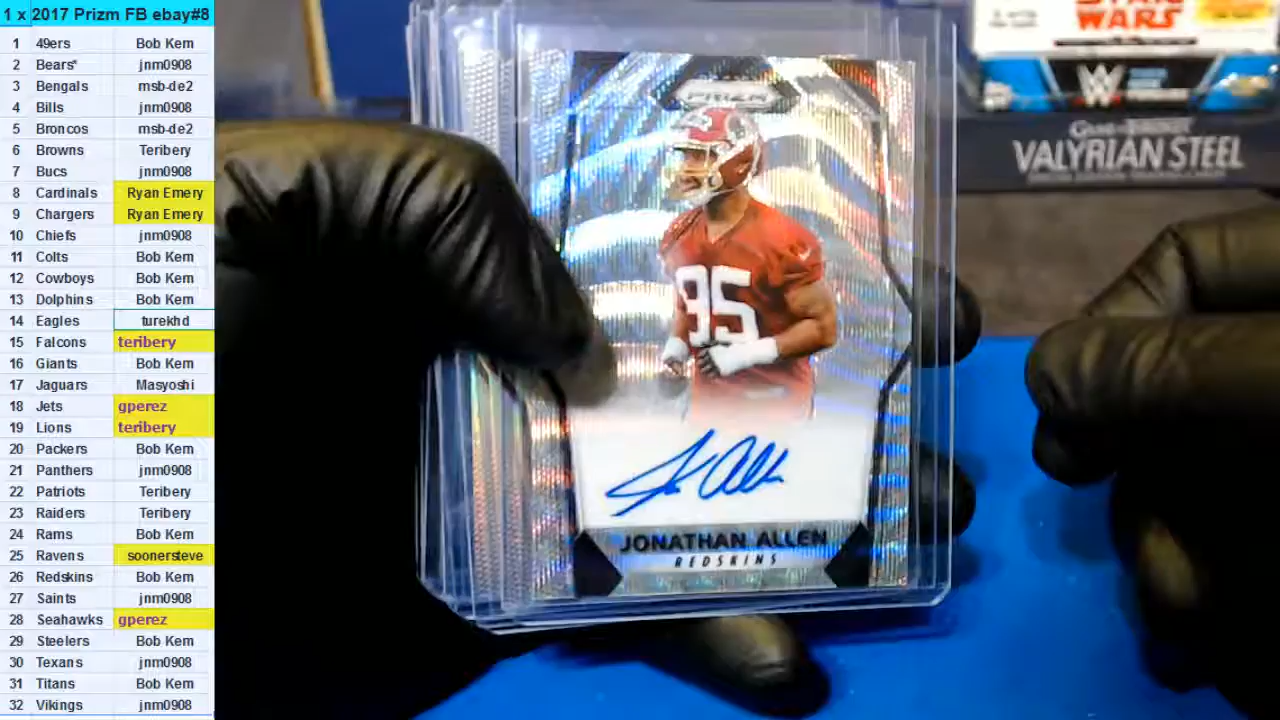 1 x 2017 Prizm FB ebay#8
1 49ers Bob Kem
2 Bears* jnm0908
3 Bengals msb-de2
4 Bills jnm0908
5 Broncos msb-de2
6 Browns Teribery
7 Bucs jnm0908
8 Cardinals Ryan Emery
9 Chargers Ryan Emery
10 Chiefs jnm0908
11 Colts Bob Kem
12 Cowboys Bob Kem
13 Dolphins Bob Kem
14 Eagles turekhd
15 Falcons teribery
16 Giants Bob Kem
17 Jaguars Masyoshi
18 Jets gperez
19 Lions teribery
20 Packers Bob Kem
21 Panthers jnm0908
22 Patriots Teribery
23 Raiders Teribery
24 Rams Bob Kem
25 Ravens soonersteve
26 Redskins Bob Kem
27 Saints jnm0908
28 Seahawks gperez
29 Steelers Bob Kem
30 Texans jnm0908
31 Titans Bob Kem
32 Vikings jnm0908
PRIZM
95
JONATHAN ALLEN
REDSKINS
STAR
WARS
W
GAME OF THRONES
VALYRIAN STEEL